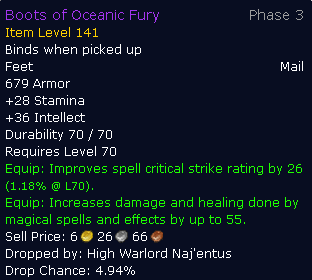 Boots of Oceanic Fury Phase 3
Item Level 141
Binds when picked up
Feet Mail
679 Armor
+28 Stamina
+36 Intellect
Durability 70 / 70
Requires Level 70
Equip: Improves spell critical strike rating by 26
(1.18% @ L70).
Equip: Increases damage and healing done by
magical spells and effects by up to 55.
Sell Price: 6 26 66
Dropped by: High Warlord Naj'entus
Drop Chance: 4.94%